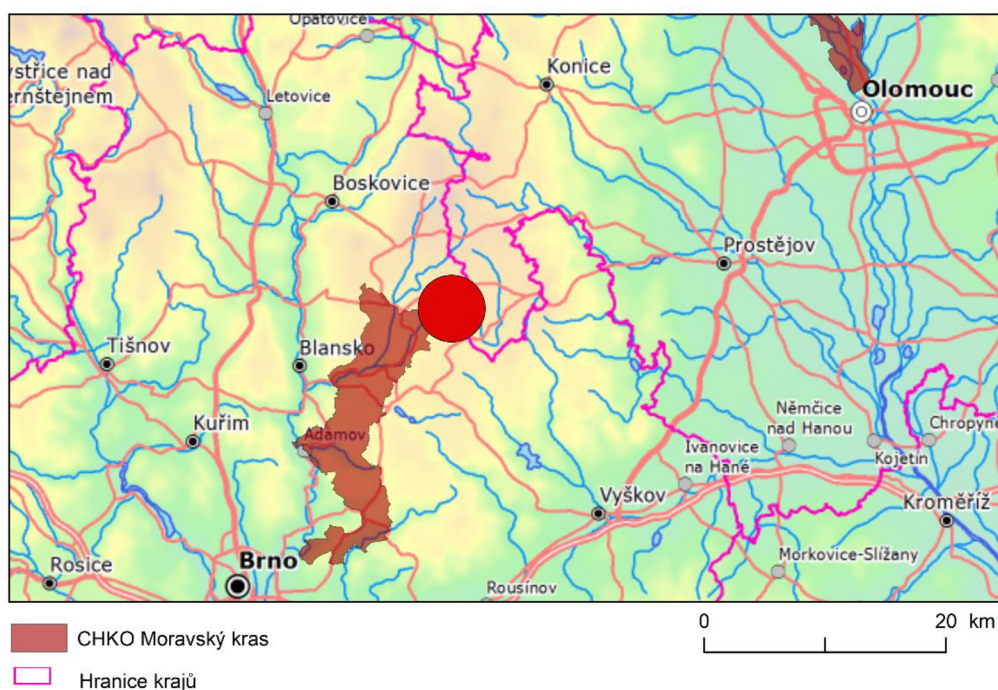 Opatovice
Konice
ystřice nad
ernštejnem
Letovice
Olomouc
Boskovice
Prostějov
Tišnov
Blansko
Kuřim
Adamov
Němčice
nad Hanou
Chropyně
Ivanovice
na Hané
Kojetín
Vyškov
Kroměříž
Brno
Rosice
Morkovice-Slížany
Rousínov
0 20 km
CHKO Moravský kras
Hranice krajů